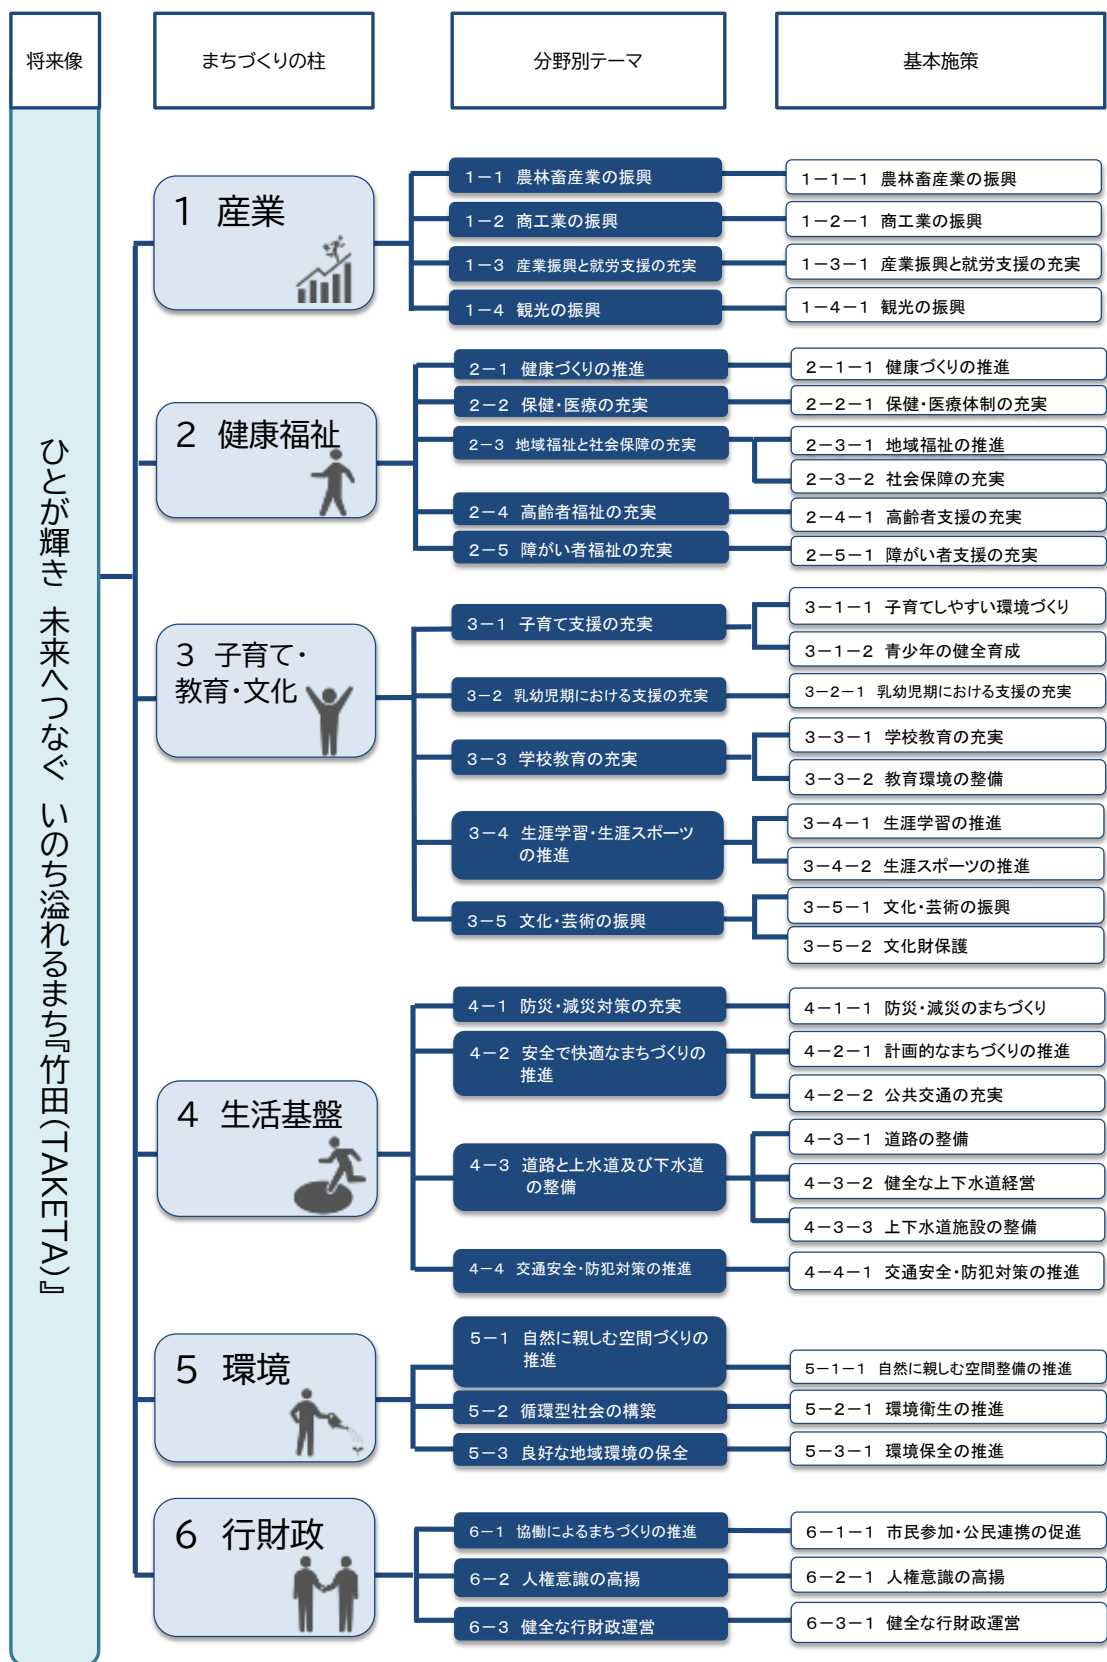 将来像
まちづくりの柱
分野別テーマ
基本施策
ひとが輝き 未来へつなぐ いのち溢れるまち『竹田(TAKETA)』
1 産業
1−1 農林畜産業の振興
1−1−1 農林畜産業の振興
1−2 商工業の振興
1−2−1 商工業の振興
1−3 産業振興と就労支援の充実
1−3−1 産業振興と就労支援の充実
1−4 観光の振興
1−4−1 観光の振興
2 健康福祉
2−1 健康づくりの推進
2−1−1 健康づくりの推進
2−2 保健・医療の充実
2−2−1 保健・医療体制の充実
2−3 地域福祉と社会保障の充実
2−3−1 地域福祉の推進
2−3−2 社会保障の充実
2−4 高齢者福祉の充実
2−4−1 高齢者支援の充実
2−5 障がい者福祉の充実
2−5−1 障がい者支援の充実
3 子育て・
教育・文化
3−1 子育て支援の充実
3−1−1 子育てしやすい環境づくり
3−1−2 青少年の健全育成
3−2 乳幼児期における支援の充実
3−2−1 乳幼児期における支援の充実
3−3 学校教育の充実
3−3−1 学校教育の充実
3−3−2 教育環境の整備
3−4 生涯学習・生涯スポーツ
の推進
3−4−1 生涯学習の推進
3−4−2 生涯スポーツの推進
3−5 文化・芸術の振興
3−5−1 文化・芸術の振興
3−5−2 文化財保護
4 生活基盤
4−1 防災・減災対策の充実
4−1−1 防災・減災のまちづくり
4−2 安全で快適なまちづくりの
推進
4−2−1 計画的なまちづくりの推進
4−2−2 公共交通の充実
4−3 道路と上水道及び下水道
の整備
4−3−1 道路の整備
4−3−2 健全な上下水道経営
4−3−3 上下水道施設の整備
4−4 交通安全・防犯対策の推進
4−4−1 交通安全・防犯対策の推進
5 環境
5−1 自然に親しむ空間づくりの
推進
5−1−1 自然に親しむ空間整備の推進
5−2 循環型社会の構築
5−2−1 環境衛生の推進
5−3 良好な地域環境の保全
5−3−1 環境保全の推進
6 行財政
6−1 協働によるまちづくりの推進
6−1−1 市民参加・公民連携の促進
6−2 人権意識の高揚
6−2−1 人権意識の高揚
6−3 健全な行財政運営
6−3−1 健全な行財政運営